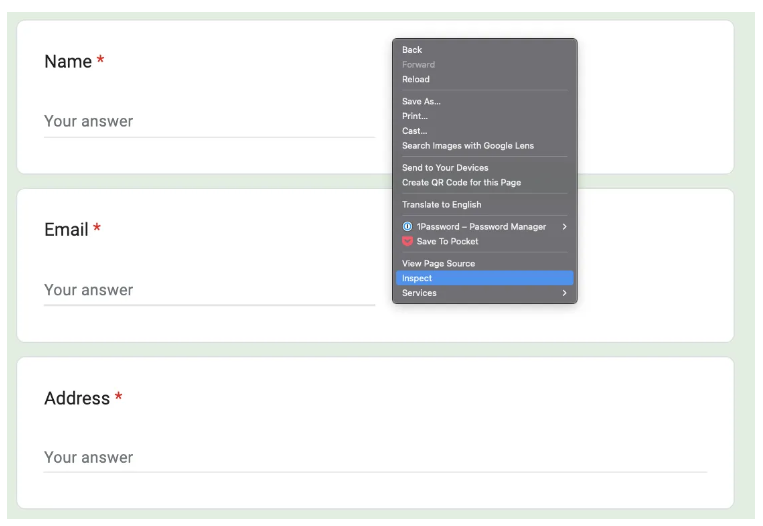 Name *
Your answer
Back
Forward
Reload
Save As...
Print...
Cast...
Search Images with Google Lens
Send to Your Devices
Create QR Code for this Page
Translate to English
1Password – Password Manager
Save To Pocket
View Page Source
Inspect
Services
Email *
Your answer
Address *
Your answer